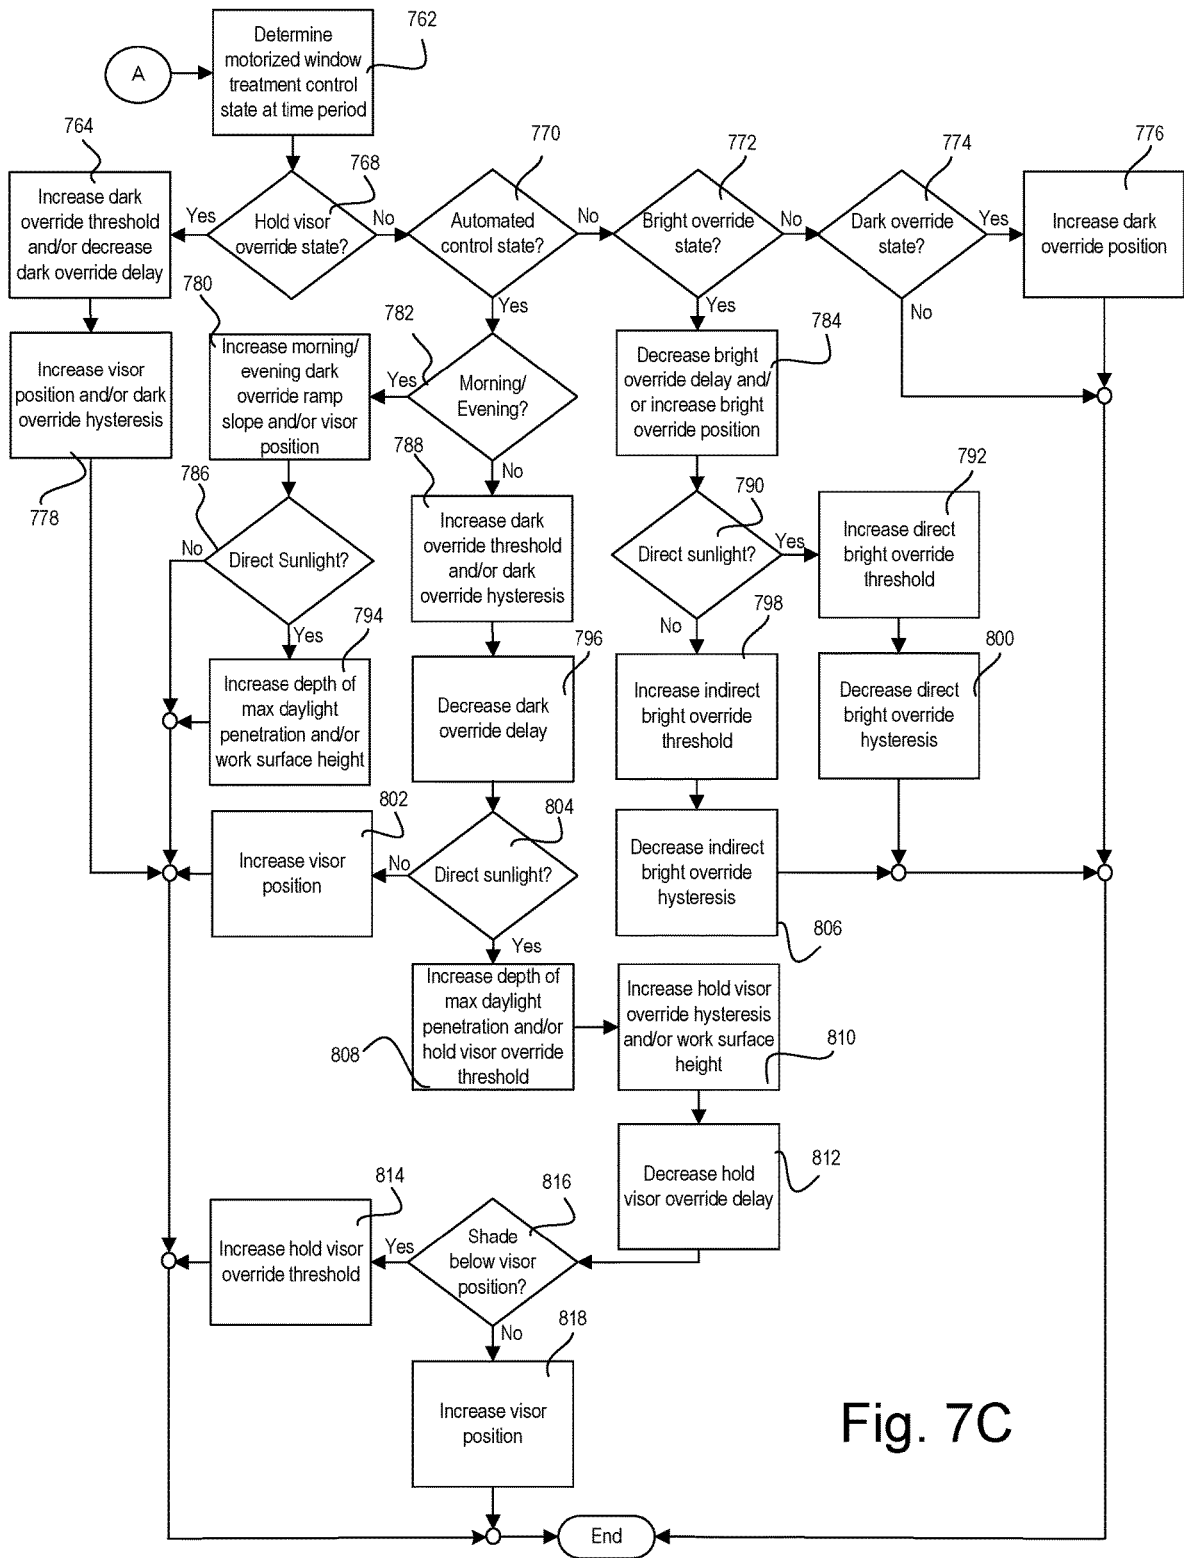 762
Determine
motorized window
treatment control
state at time period
A
764
768
770
772
774
776
Increase dark
override threshold
and/or decrease
dark override delay
Yes
Hold visor
override state?
No
Automated
control state?
No
Bright override
state?
No
Dark override
state?
Yes
Increase dark
override position
780
Yes
Yes
No
782
784
Increase visor
position and/or dark
override hysteresis
Increase morning/
evening dark
override ramp
slope and/or visor
position
Yes
Morning/
Evening?
Decrease bright
override delay and/
or increase bright
override position
778
788
No
792
786
790
No
Direct Sunlight?
Increase dark
override threshold
and/or dark
override hysteresis
Direct sunlight?
Yes
Increase direct
bright override
threshold
Yes
794
796
No
798
800
Increase depth of
max daylight
penetration and/or
work surface height
Decrease dark
override delay
Increase indirect
bright override
threshold
Decrease direct
bright override
hysteresis
802
804
Increase visor
position
No
Direct sunlight?
Decrease indirect
bright override
hysteresis
806
Yes
Increase depth of
max daylight
penetration and/or
hold visor override
threshold
808
Increase hold visor
override hysteresis
and/or work surface
height
810
Decrease hold
visor override delay
812
814
816
Increase hold visor
override threshold
Yes
Shade
below visor
position?
No
818
Increase visor
position
Fig. 7C
End